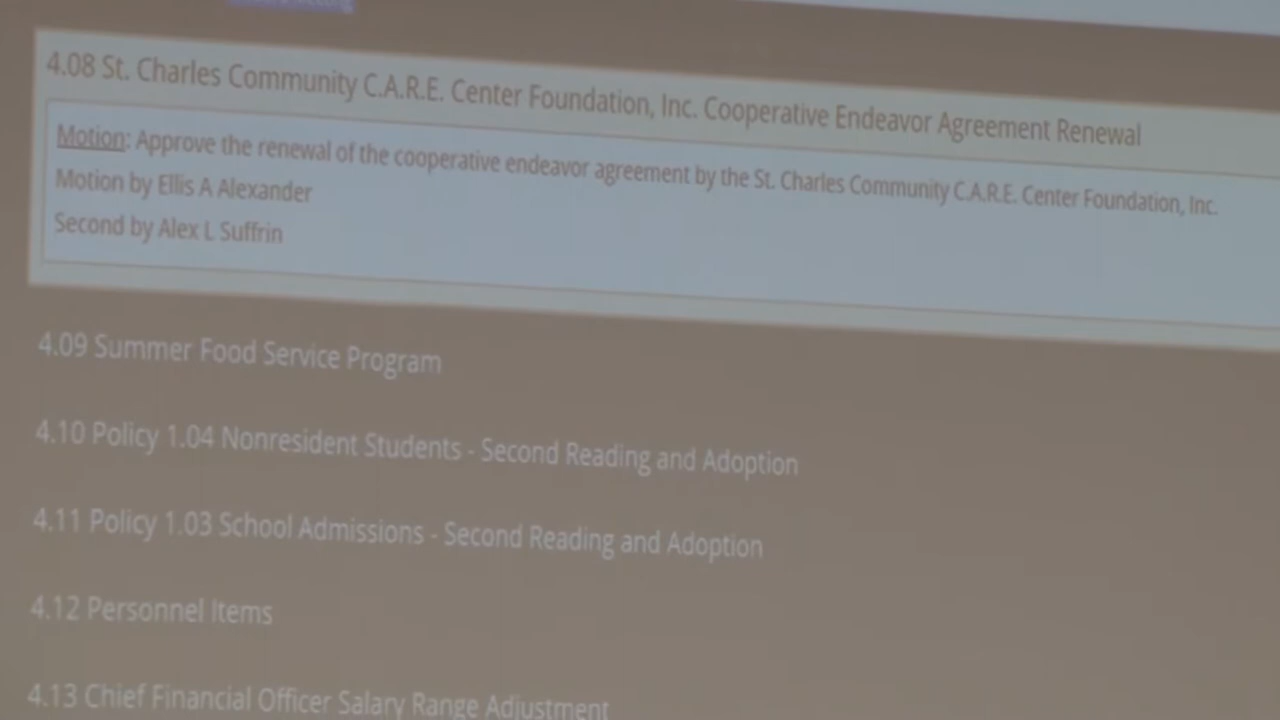 4.08 St. Charles Community C.A.R.E. Center Foundation, Inc. Cooperative Endeavor Agreement Renewal
Motion: Approve the renewal of the cooperative endeavor agreement by the St. Charles Community C.A.R.E. Center Foundation, Inc.
Motion by Ellis A Alexander
Second by Alex L Suffrin
4.09 Summer Food Service Program
4.10 Policy 1.04 Nonresident Students - Second Reading and Adoption
4.11 Policy 1.03 School Admissions - Second Reading and Adoption
4.12 Personnel Items
4.13 Chief Financial Officer Salary Range Adjustment